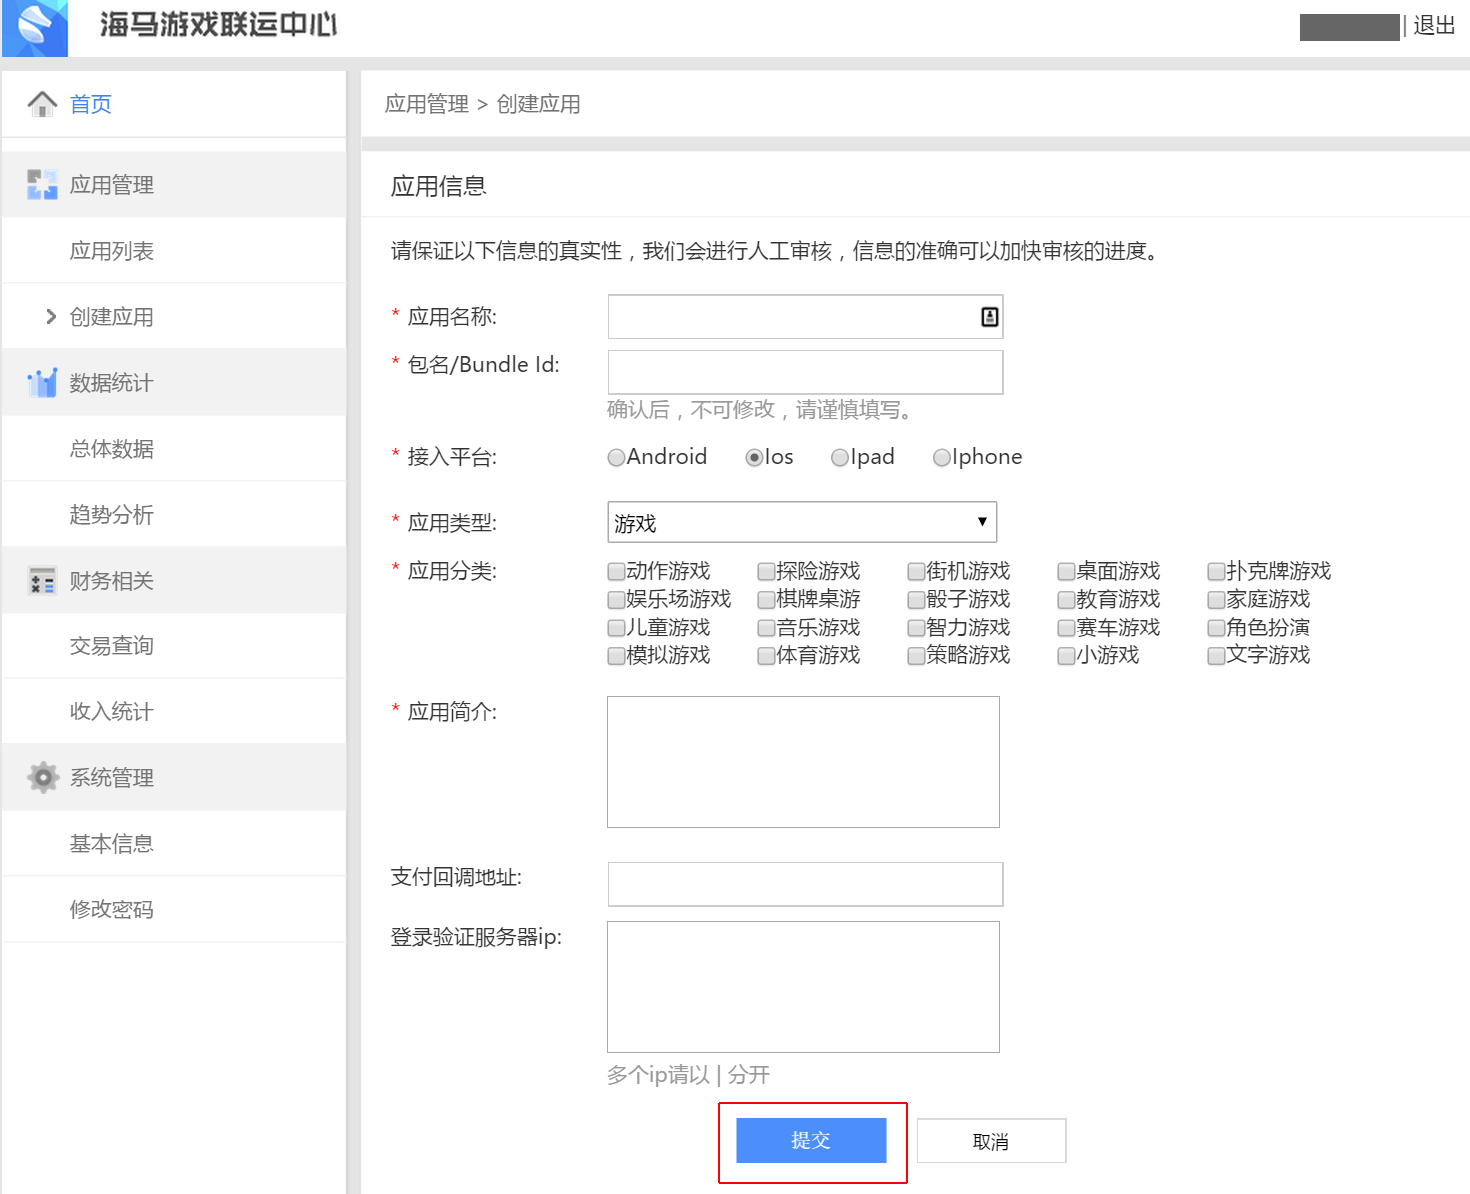 海马游戏联运中心
| 退出
首页
应用管理
应用列表
创建应用
数据统计
总体数据
趋势分析
财务相关
交易查询
收入统计
系统管理
基本信息
修改密码
应用管理 > 创建应用
应用信息
请保证以下信息的真实性，我们会进行人工审核，信息的准确可以加快审核的进度。
* 应用名称:
* 包名/Bundle Id:
确认后，不可修改，请谨慎填写。
* 接入平台: Android Ios Ipad Iphone
* 应用类型: 游戏
* 应用分类: 动作游戏 探险游戏 街机游戏 桌面游戏 扑克牌游戏
娱乐场游戏 棋牌桌游 骰子游戏 教育游戏 家庭游戏
儿童游戏 音乐游戏 智力游戏 赛车游戏 角色扮演
模拟游戏 体育游戏 策略游戏 小游戏 文字游戏
* 应用简介:
支付回调地址:
登录验证服务器ip:
多个ip请以 | 分开
提交 取消